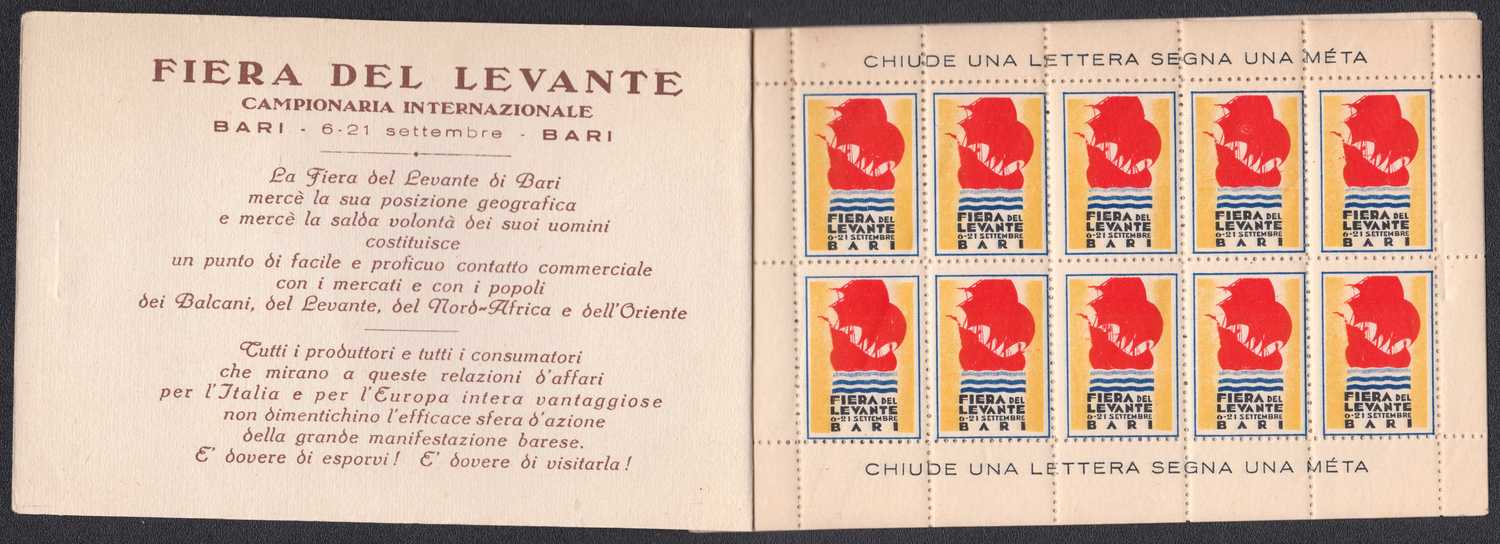 FIERA DEL LEVANTE
CAMPIONARIA INTERNAZIONALE
BARI - 6-21 settembre - BARI
La Fiera del Levante di Bari
mercè la sua posizione geografica
e mercè la salda volontà dei suoi uomini
costituisce
un punto di facile e proficuo contatto commerciale
con i mercati e con i popoli
dei Balcani, del Levante, del Nord-Africa e dell'Oriente
Tutti i produttori e tutti i consumatori
che mirano a queste relazioni d'affari
per l'Italia e per l'Europa intera vantaggiose
non dimentichino l'efficace sfera d'azione
della grande manifestazione barese.
E' dovere di esporvi! E' dovere di visitarla!
CHIUDE UNA LETTERA SEGNA UNA MÉTA
FIERA DEL
LEVANTE
6-21 SETTEMBRE
BARI
FIERA DEL
LEVANTE
6-21 SETTEMBRE
BARI
FIERA DEL
LEVANTE
6-21 SETTEMBRE
BARI
FIERA DEL
LEVANTE
6-21 SETTEMBRE
BARI
FIERA DEL
LEVANTE
6-21 SETTEMBRE
BARI
FIERA DEL
LEVANTE
6-21 SETTEMBRE
BARI
FIERA DEL
LEVANTE
6-21 SETTEMBRE
BARI
FIERA DEL
LEVANTE
6-21 SETTEMBRE
BARI
FIERA DEL
LEVANTE
6-21 SETTEMBRE
BARI
FIERA DEL
LEVANTE
6-21 SETTEMBRE
BARI
CHIUDE UNA LETTERA SEGNA UNA MÉTA